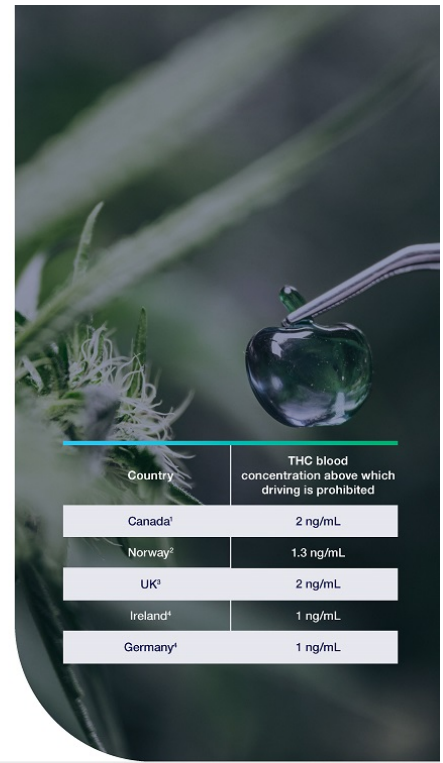 Country
THC blood
concentration above which
driving is prohibited
Canada¹ 2 ng/mL
Norway² 1.3 ng/mL
UK³ 2 ng/mL
Ireland⁴ 1 ng/mL
Germany⁴ 1 ng/mL